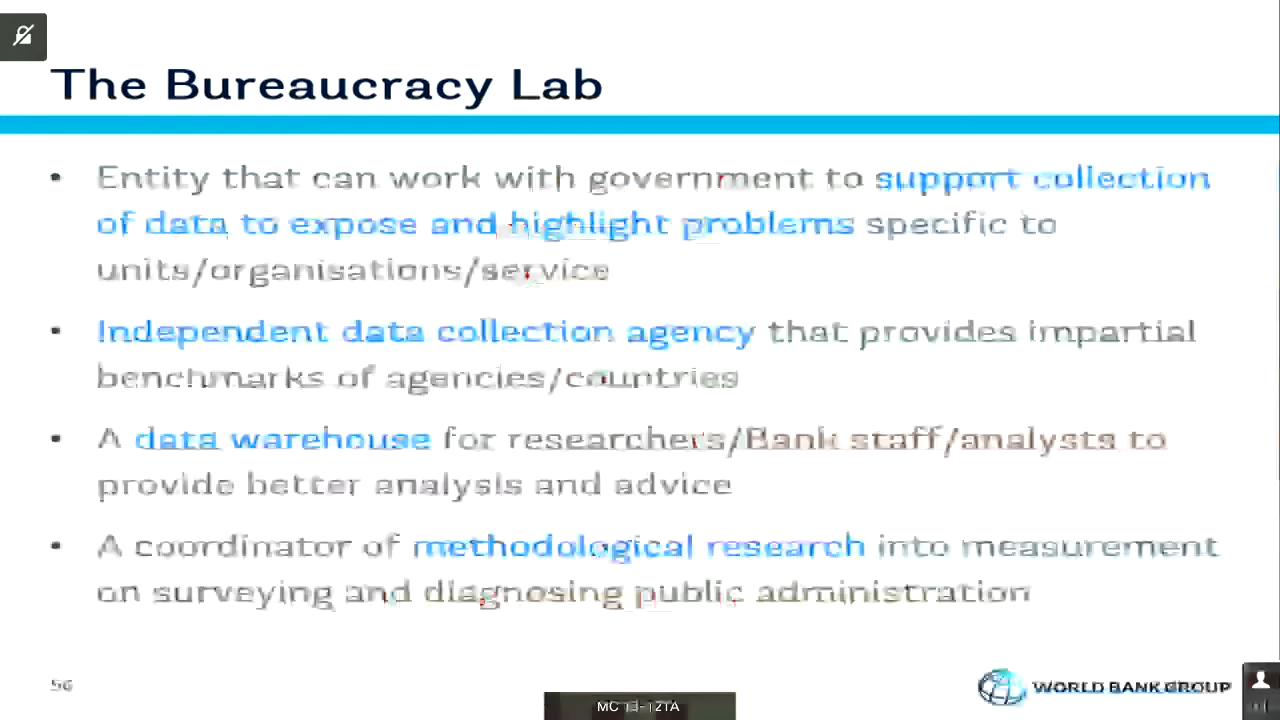 The Bureaucracy Lab
• Entity that can work with government to support collection
of data to expose and highlight problems specific to
units/organisations/service
• Independent data collection agency that provides impartial
benchmarks of agencies/countries
• A data warehouse for researchers/Bank staff/analysts to
provide better analysis and advice
• A coordinator of methodological research into measurement
on surveying and diagnosing public administration
56
WORLD BANK GROUP
MC 13-121A